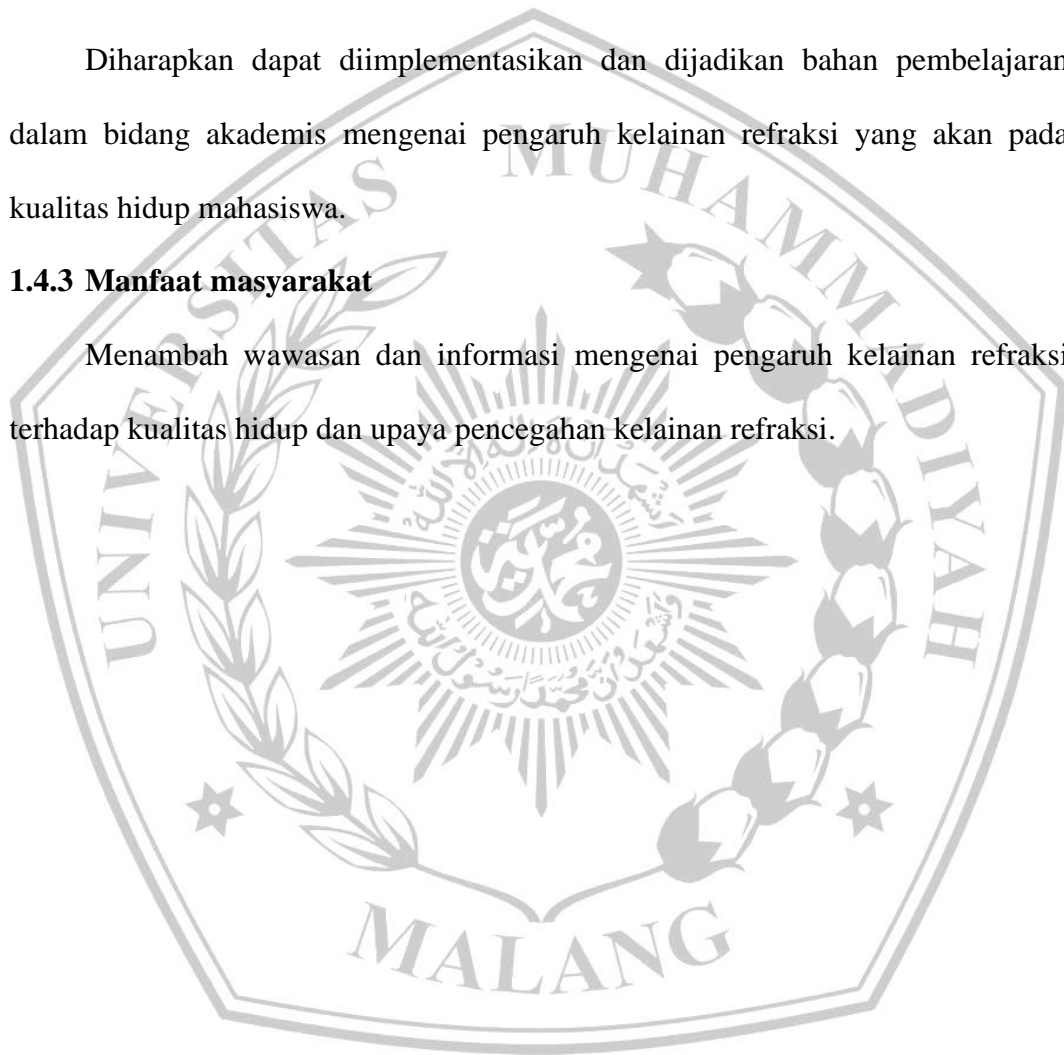 Diharapkan dapat diimplementasikan dan dijadikan bahan pembelajaran
dalam bidang akademis mengenai pengaruh kelainan refraksi yang akan pada
kualitas hidup mahasiswa.
1.4.3 Manfaat masyarakat
Menambah wawasan dan informasi mengenai pengaruh kelainan refraksi
terhadap kualitas hidup dan upaya pencegahan kelainan refraksi.
UNIVERSITAS MUHAMMADIYAH
MALANG